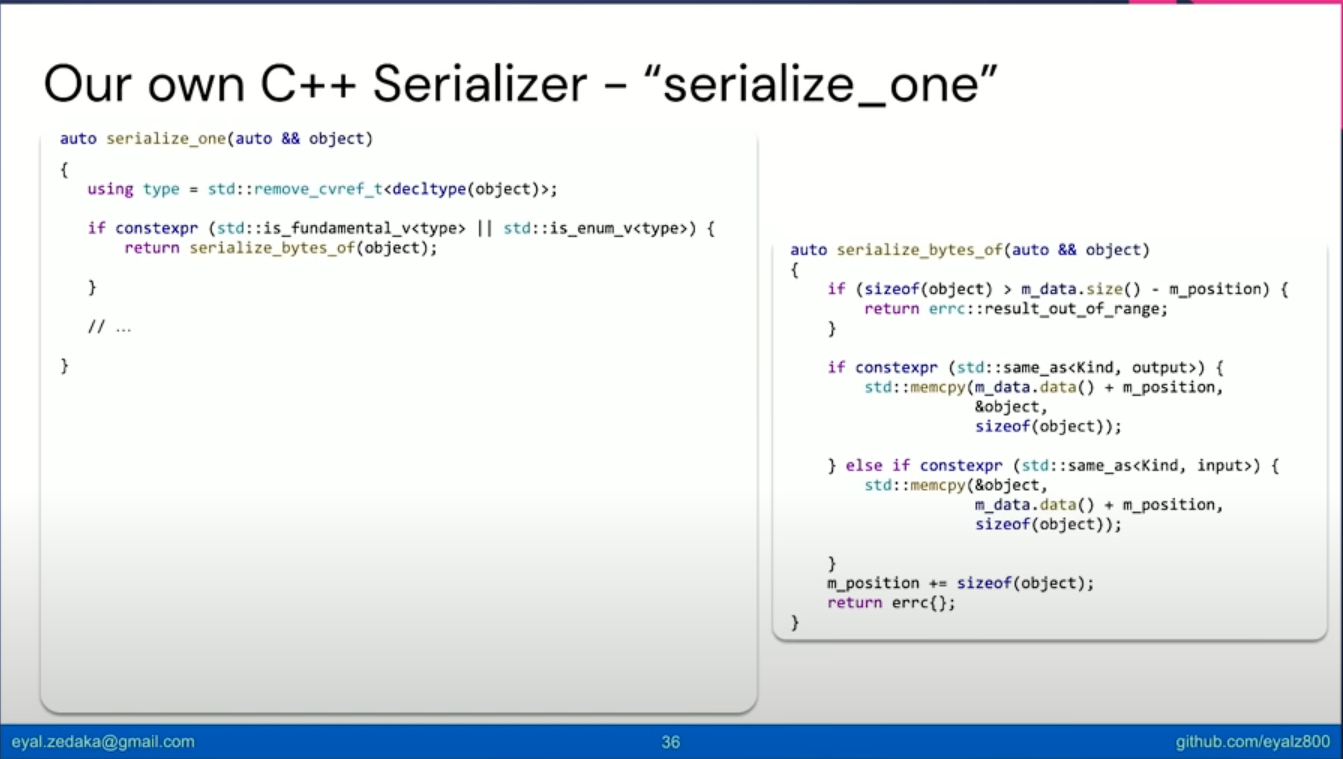 Our own C++ Serializer – “serialize_one”
auto serialize_one(auto && object)
{
using type = std::remove_cvref_t<decltype(object)>;
if constexpr (std::is_fundamental_v<type> || std::is_enum_v<type>) {
return serialize_bytes_of(object);
}
// …
}
auto serialize_bytes_of(auto && object)
{
if (sizeof(object) > m_data.size() - m_position) {
return errc::result_out_of_range;
}
if constexpr (std::same_as<Kind, output>) {
std::memcpy(m_data.data() + m_position,
&object,
sizeof(object));
} else if constexpr (std::same_as<Kind, input>) {
std::memcpy(&object,
m_data.data() + m_position,
sizeof(object));
}
m_position += sizeof(object);
return errc{};
}
eyal.zedaka@gmail.com
36
github.com/eyalz800